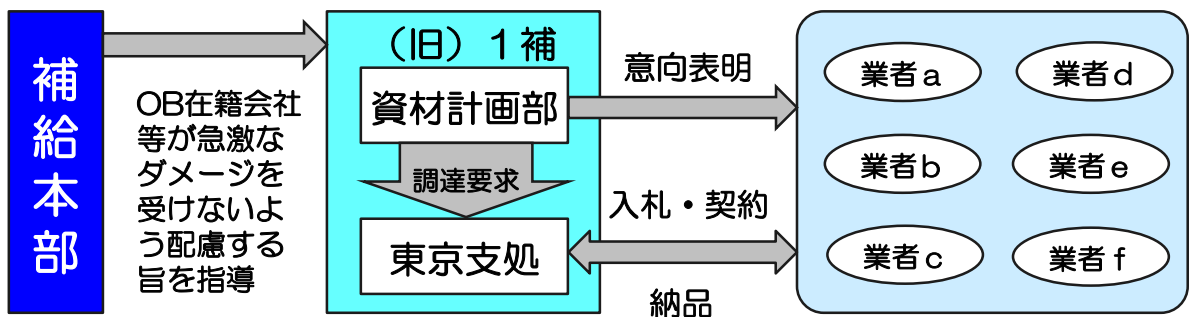 補給本部
OB在籍会社
等が急激な
ダメージを
受けないよ
う配慮する
旨を指導
（旧）１補
資材計画部
調達要求
東京支処
意向表明
入札・契約
納品
業者ａ
業者ｄ
業者ｂ
業者ｅ
業者ｃ
業者ｆ